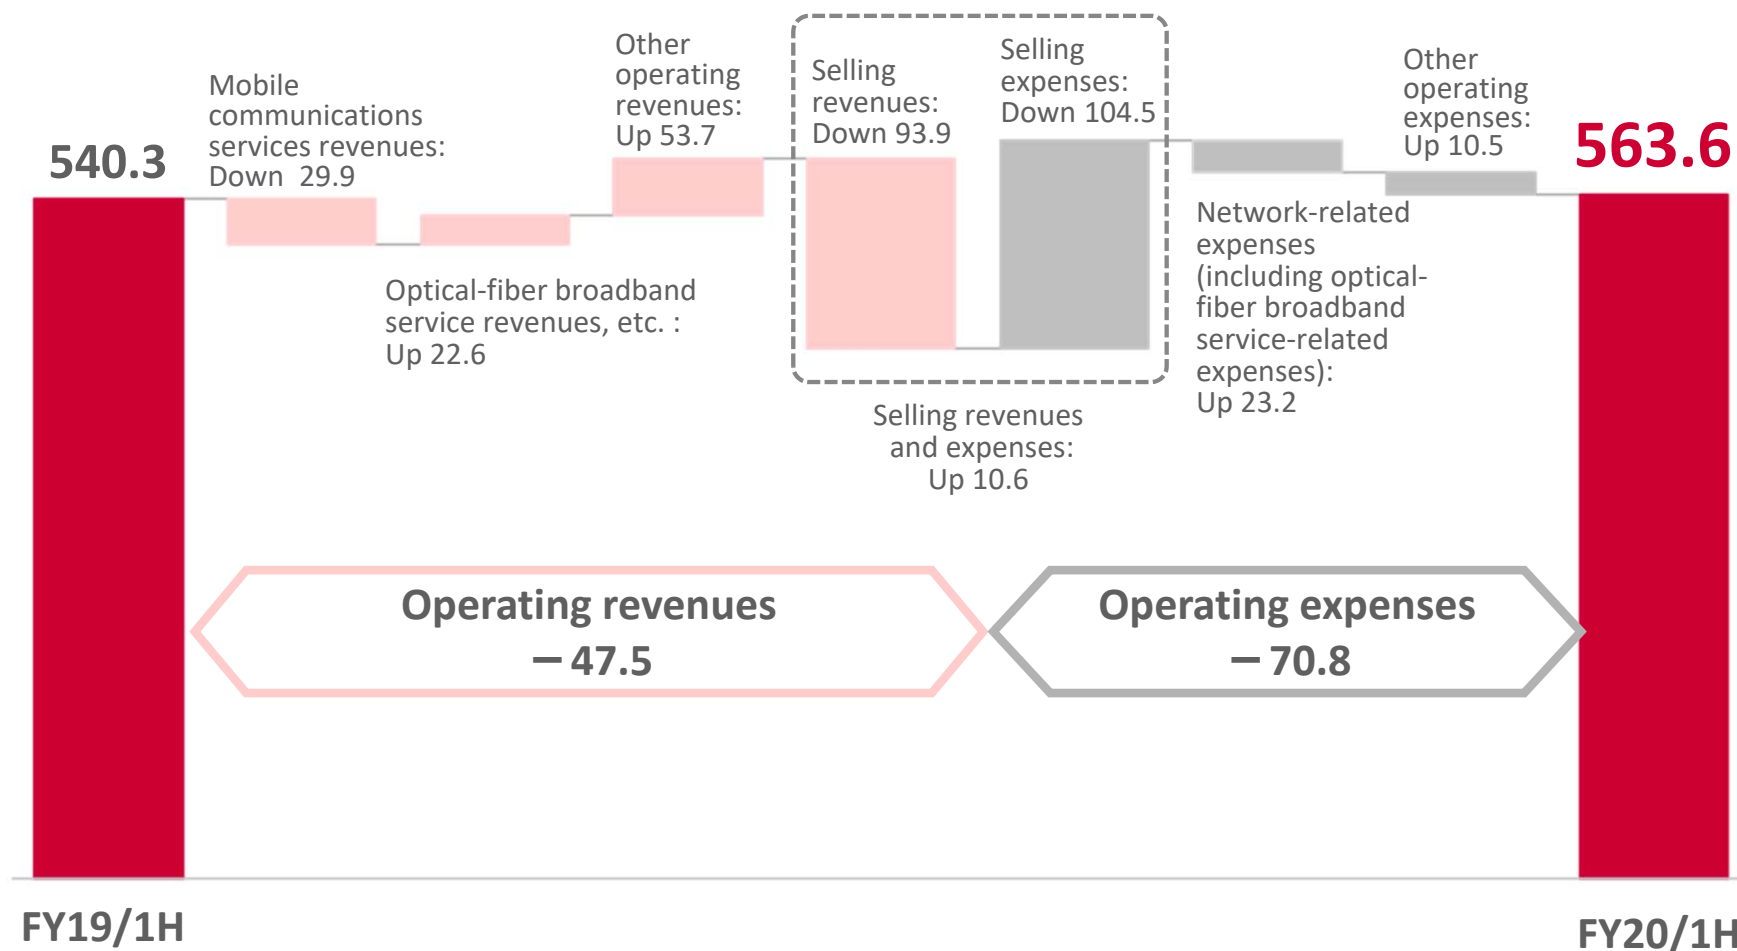 540.3
Mobile
communications
services revenues:
Down 29.9
Optical-fiber broadband
service revenues, etc. :
Up 22.6
Other
operating
revenues:
Up 53.7
Selling
revenues:
Down 93.9
Selling
expenses:
Down 104.5
Selling revenues
and expenses:
Up 10.6
Network-related
expenses
(including optical-
fiber broadband
service-related
expenses):
Up 23.2
Other
operating
expenses:
Up 10.5
563.6
Operating revenues
－47.5
Operating expenses
－70.8
FY19/1H
FY20/1H